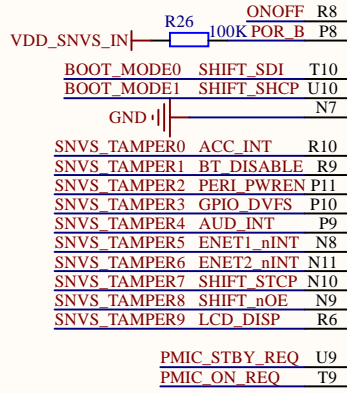 ONOFF R8
R26
VDD_SNVS_IN 100K POR_B P8
BOOT_MODE0 SHIFT_SDI T10
BOOT_MODE1 SHIFT_SHCP U10
GND N7
SNVS_TAMPER0 ACC_INT R10
SNVS_TAMPER1 BT_DISABLE R9
SNVS_TAMPER2 PERI_PWREN P11
SNVS_TAMPER3 GPIO_DVFS P10
SNVS_TAMPER4 AUD_INT P9
SNVS_TAMPER5 ENET1_nINT N8
SNVS_TAMPER6 ENET2_nINT N11
SNVS_TAMPER7 SHIFT_STCP N10
SNVS_TAMPER8 SHIFT_nOE N9
SNVS_TAMPER9 LCD_DISP R6
PMIC_STBY_REQ U9
PMIC_ON_REQ T9